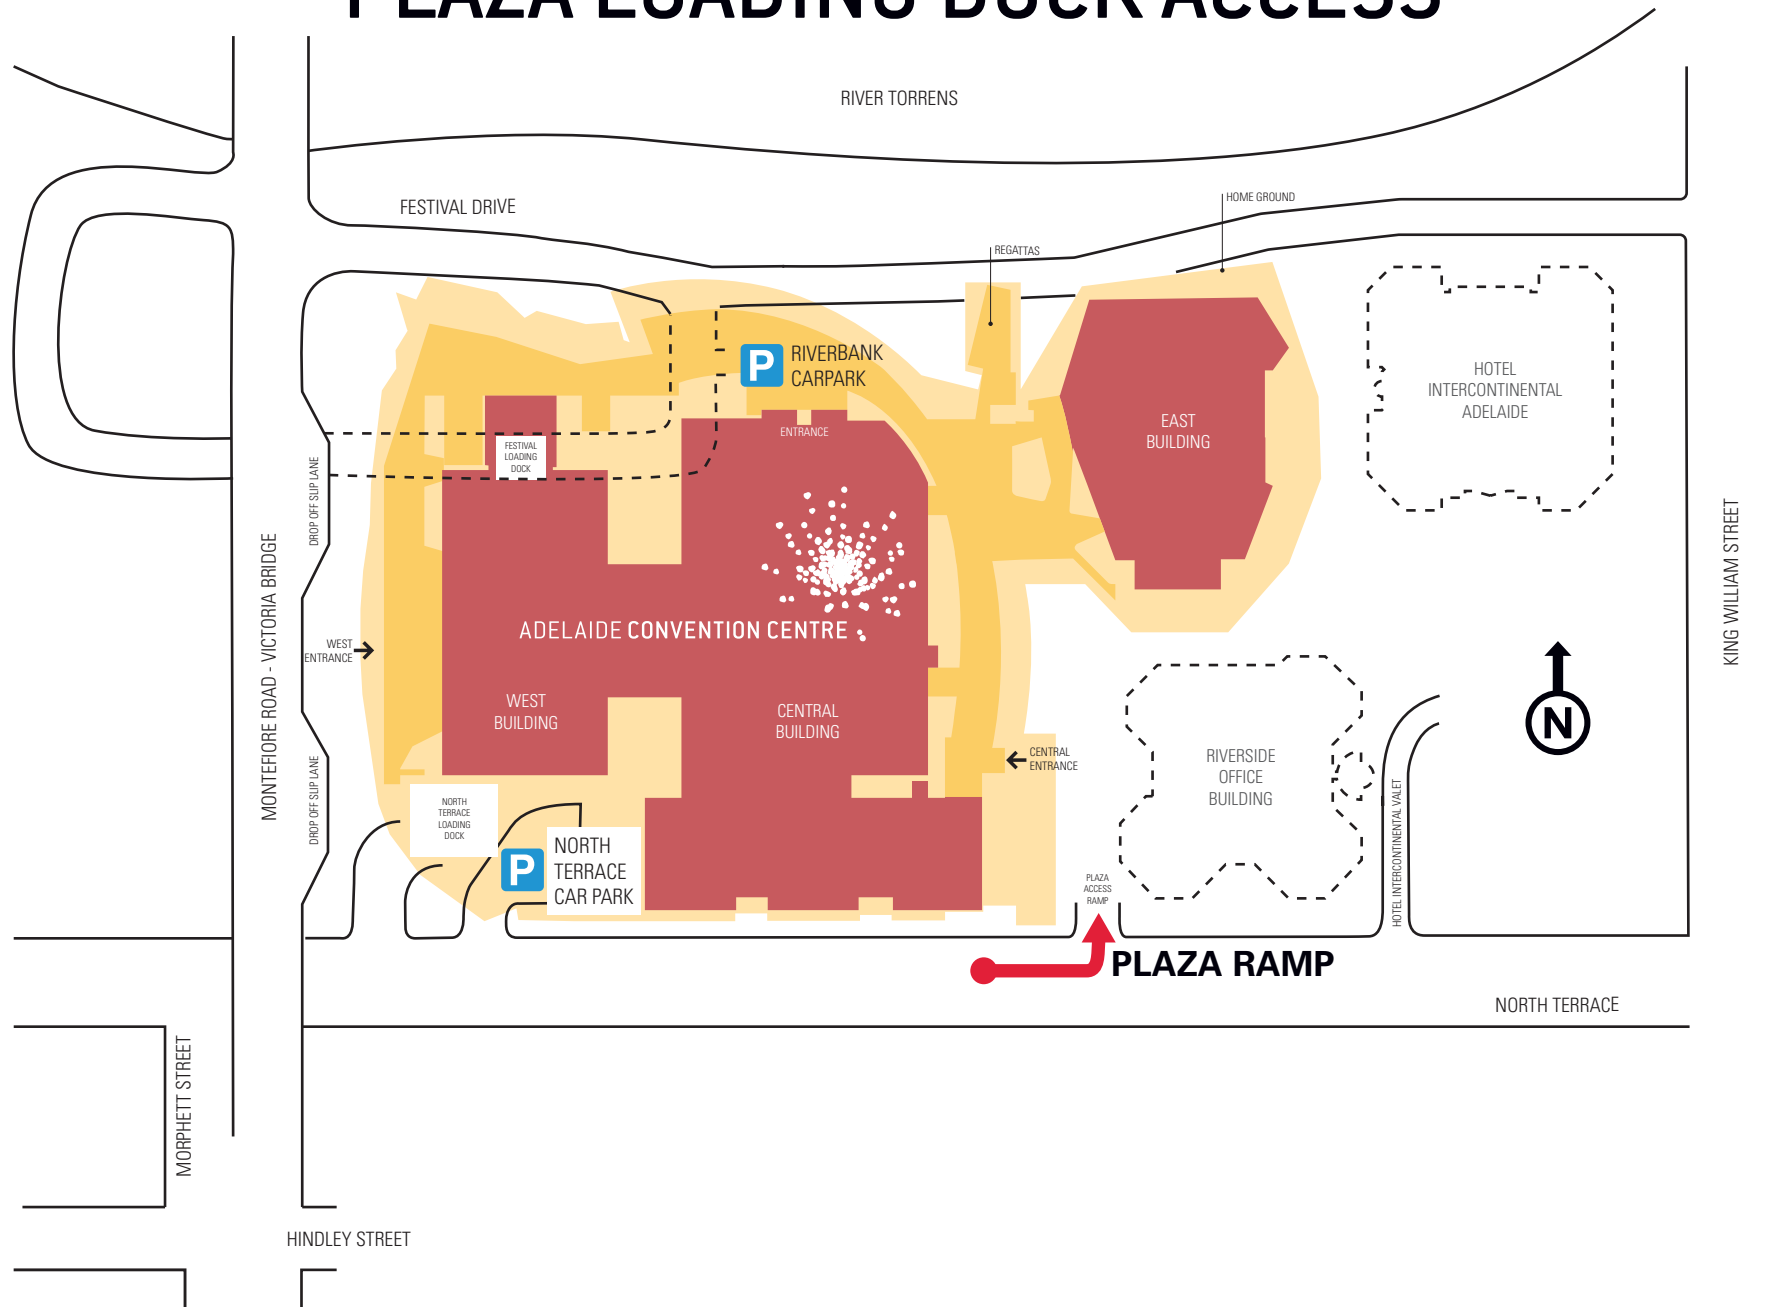 PLAZA LOADING DOCK ACCESS
RIVER TORRENS
FESTIVAL DRIVE
HOME GROUND
REGATTAS
P
RIVERBANK
CARPARK
HOTEL
INTERCONTINENTAL
ADELAIDE
EAST
BUILDING
ENTRANCE
FESTIVAL
LOADING
DOCK
DROP OFF SLIP LANE
MONTEFIORE ROAD - VICTORIA BRIDGE
KING WILLIAM STREET
ADELAIDE CONVENTION CENTRE
WEST
ENTRANCE
WEST
BUILDING
CENTRAL
BUILDING
N
CENTRAL
ENTRANCE
RIVERSIDE
OFFICE
BUILDING
DROP OFF SLIP LANE
NORTH
TERRACE
LOADING
DOCK
HOTEL INTERCONTINENTAL VALET
P
NORTH
TERRACE
CAR PARK
PLAZA
ACCESS
RAMP
PLAZA RAMP
NORTH TERRACE
MORPHETT STREET
HINDLEY STREET